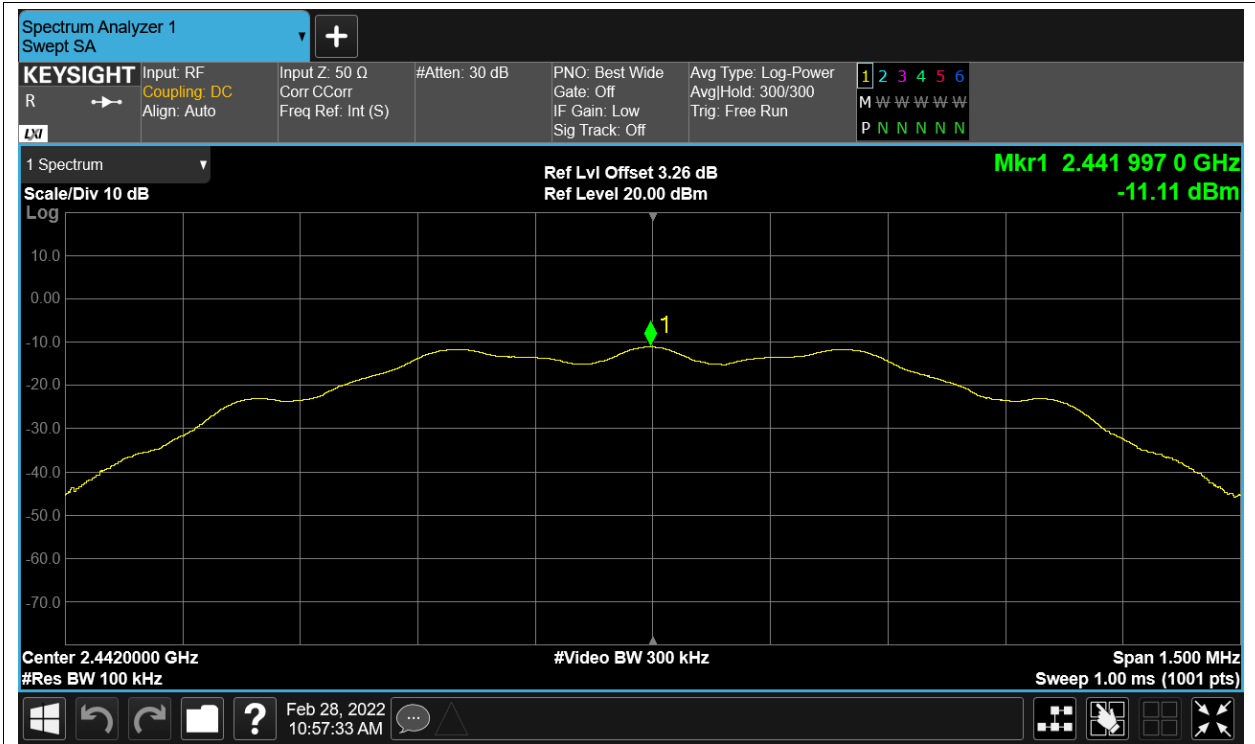 Spectrum Analyzer 1
Swept SA
+
KEYSIGHT
R
LXI
Input: RF
Coupling: DC
Align: Auto
Input Z: 50 Ω
Corr CCorr
Freq Ref: Int (S)
#Atten: 30 dB
PNO: Best Wide
Gate: Off
IF Gain: Low
Sig Track: Off
Avg Type: Log-Power
Avg|Hold: 300/300
Trig: Free Run
1 2 3 4 5 6
M W W W W W
P N N N N N
1 Spectrum
Scale/Div 10 dB
Log
Ref Lvl Offset 3.26 dB
Ref Level 20.00 dBm
Mkr1 2.441 997 0 GHz
-11.11 dBm
10.0
0.00
-10.0
-20.0
-30.0
-40.0
-50.0
-60.0
-70.0
1
Center 2.4420000 GHz
#Video BW 300 kHz
Span 1.500 MHz
#Res BW 100 kHz
Sweep 1.00 ms (1001 pts)
?
Feb 28, 2022
10:57:33 AM